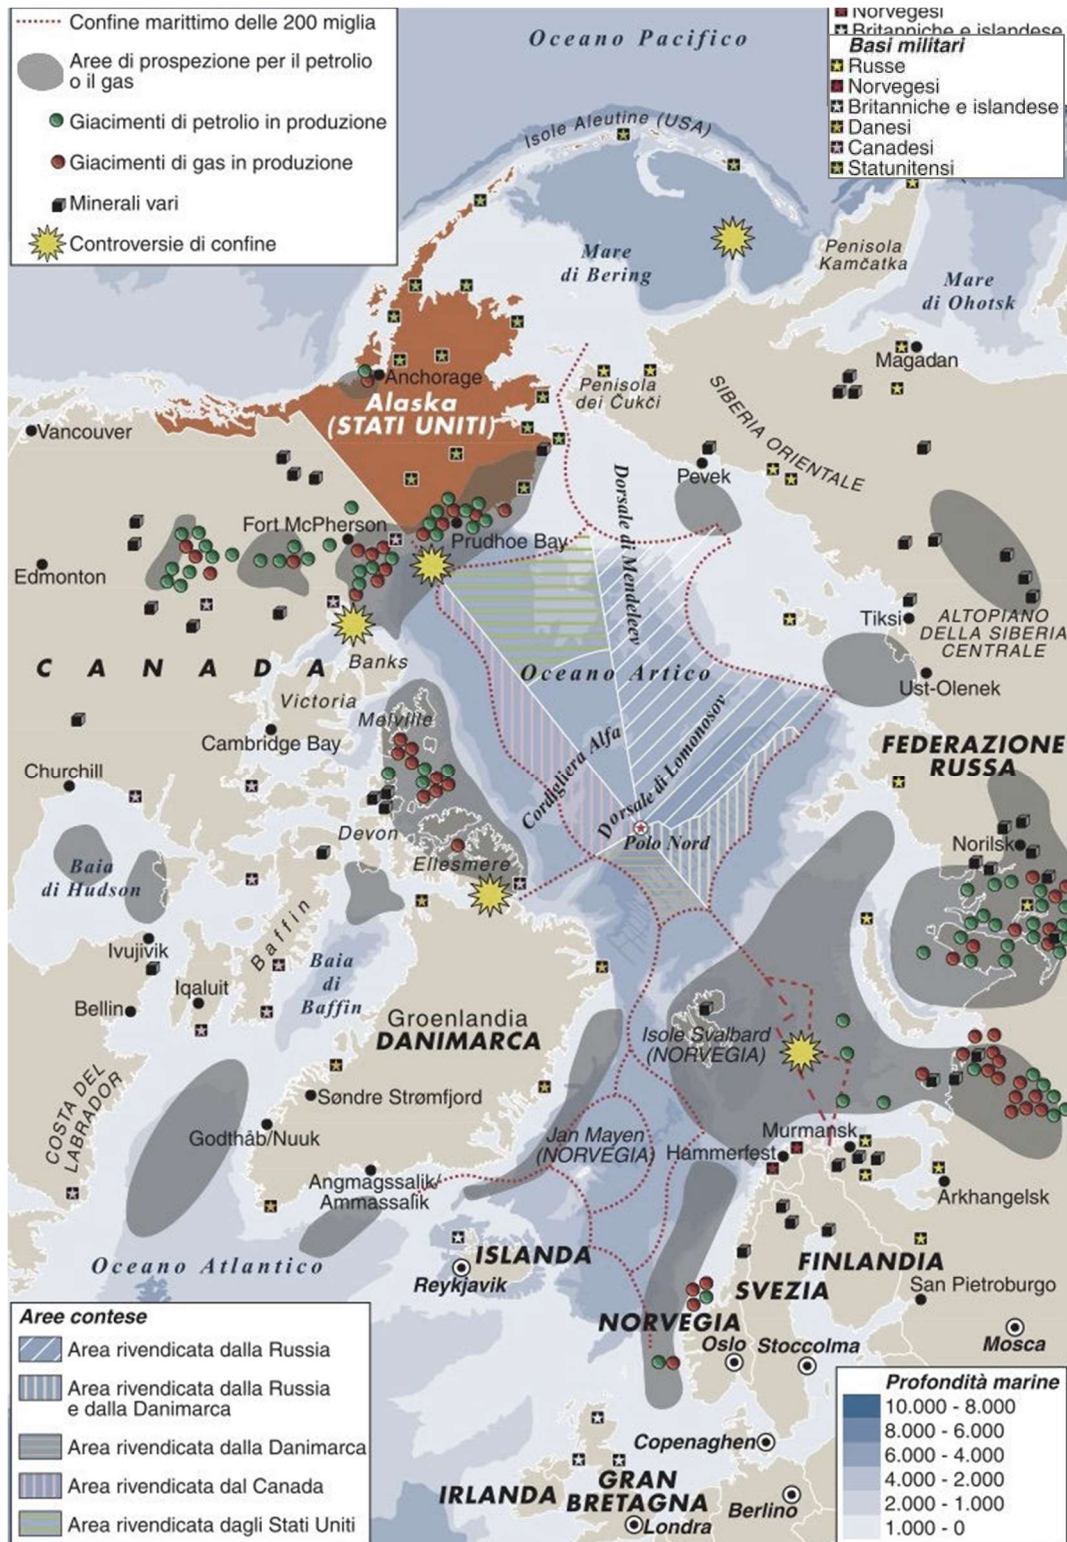 Confine marittimo delle 200 miglia
Aree di prospezione per il petrolio
o il gas
Giacimenti di petrolio in produzione
Giacimenti di gas in produzione
Minerali vari
Controversie di confine
Norvegesi
Britanniche e islandese
Basi militari
Russe
Norvegesi
Britanniche e islandese
Danesi
Canadesi
Statunitensi
Oceano Pacifico
Isole Aleutine (USA)
Mare
di Bering
Penisola
Kamčatka
Mare
di Ohotsk
Magadan
Anchorage
Alaska
(STATI UNITI)
Penisola
dei Čukči
SIBERIA ORIENTALE
Vancouver
Pevek
Dorsale di Mendeleev
Fort McPherson
Prudhoe Bay
Edmonton
Tiksi
ALTOPIANO
DELLA SIBERIA
CENTRALE
CANADA
Banks
Oceano Artico
Ust-Olenek
Victoria
Melville
Cambridge Bay
Cordigliera Alfa
Dorsale di Lomonosov
FEDERAZIONE
RUSSA
Churchill
Devon
Polo Nord
Norilsk
Baia
di Hudson
Ellesmere
Ivujivik
Baffin
Baia
di
Baffin
Iqaluit
Bellin
Groenlandia
DANIMARCA
Isole Svalbard
(NORVEGIA)
COSTA DEL
LABRADOR
Søndre Strømfjord
Godthåb/Nuuk
Jan Mayen
(NORVEGIA)
Murmansk
Hammerfest
Angmagssalik/
Ammassalik
Arkhangelsk
Oceano Atlantico
ISLANDA
Reykjavik
FINLANDIA
SVEZIA
San Pietroburgo
NORVEGIA
Oslo
Stoccolma
Mosca
Copenaghen
IRLANDA
GRAN
BRETAGNA
Berlino
Londra
Aree contese
Area rivendicata dalla Russia
Area rivendicata dalla Russia
e dalla Danimarca
Area rivendicata dalla Danimarca
Area rivendicata dal Canada
Area rivendicata dagli Stati Uniti
Profondità marine
10.000 - 8.000
8.000 - 6.000
6.000 - 4.000
4.000 - 2.000
2.000 - 1.000
1.000 - 0